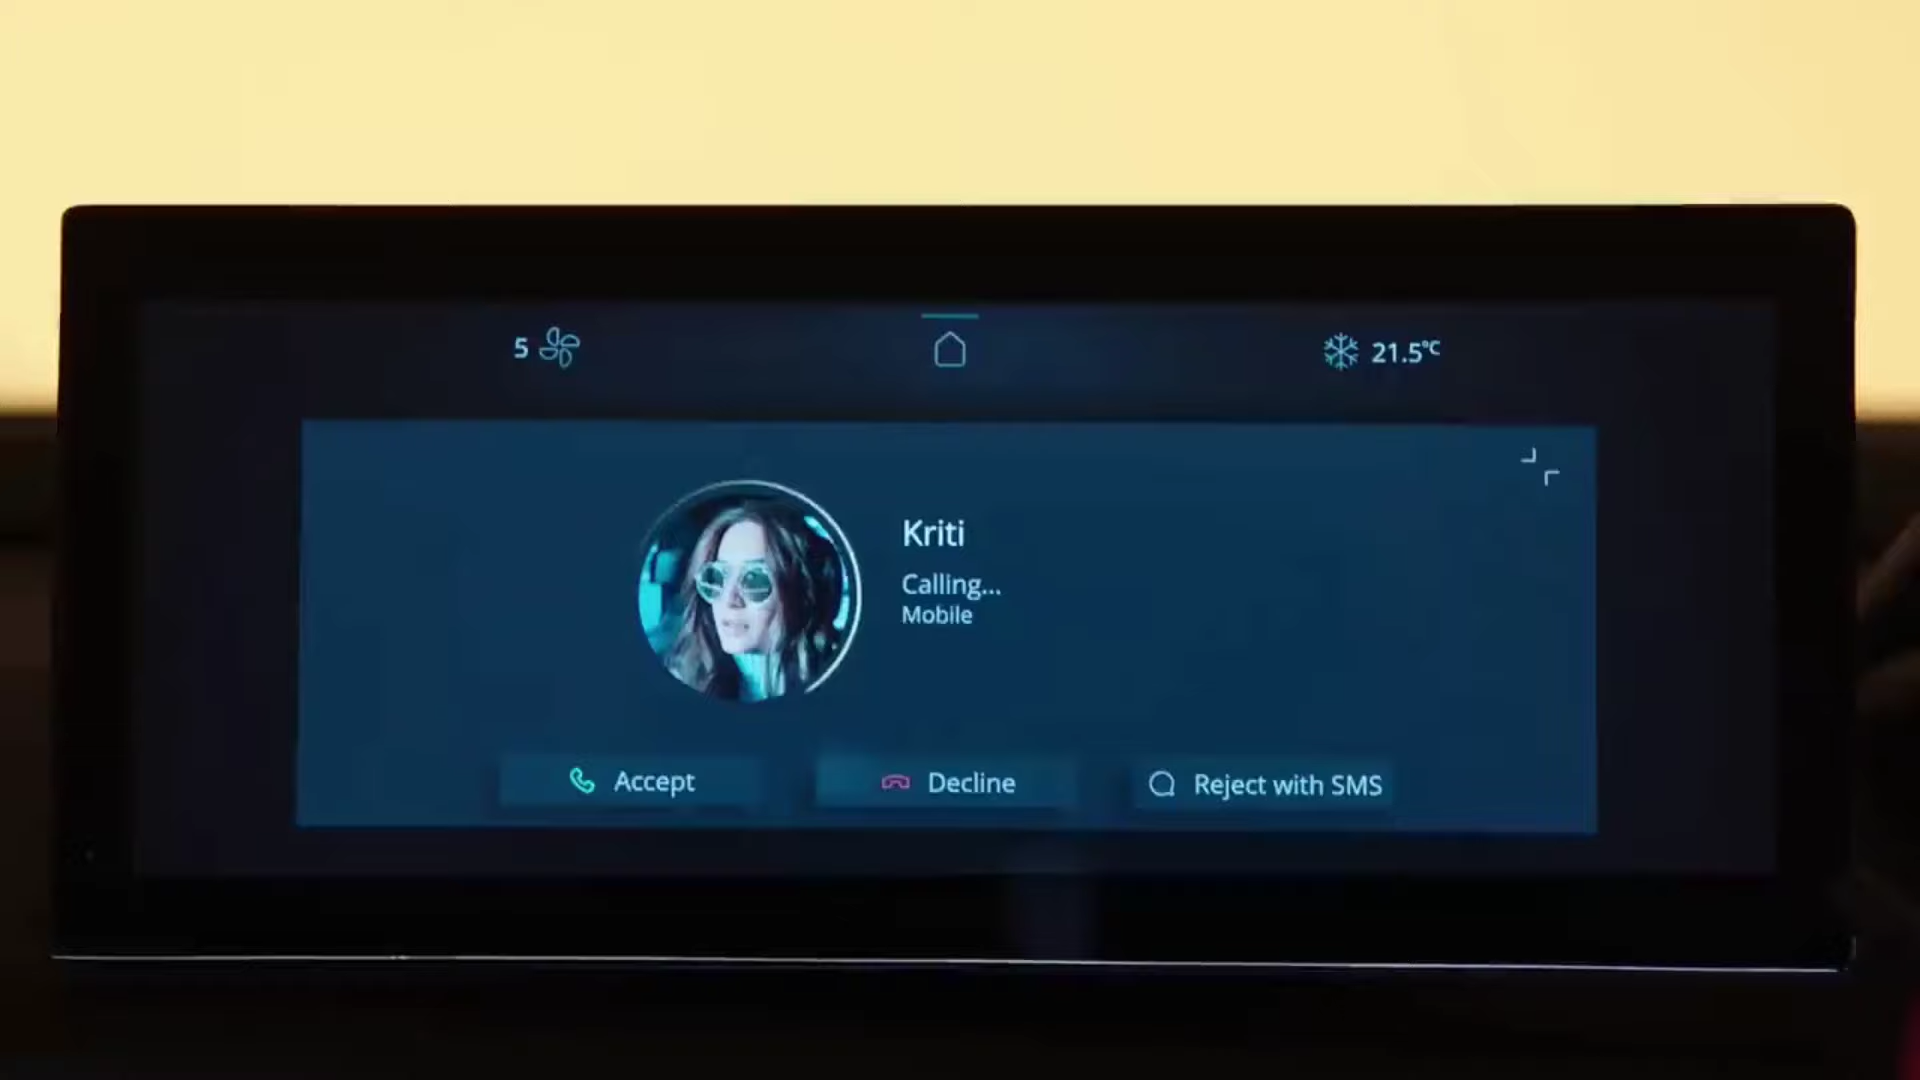 5
21.5°C
Kriti
Calling...
Mobile
Accept
Decline
Reject with SMS